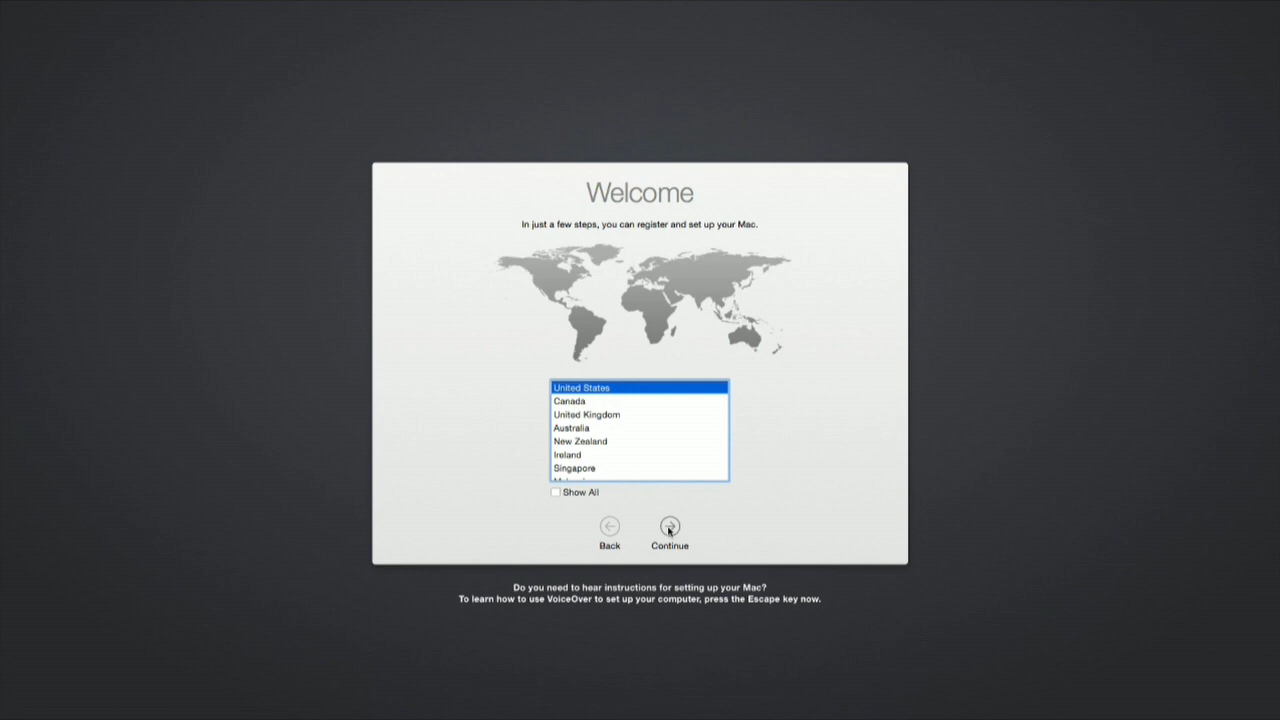 Welcome
In just a few steps, you can register and set up your Mac.
United States
Canada
United Kingdom
Australia
New Zealand
Ireland
Singapore
Show All
Back
Continue
Do you need to hear instructions for setting up your Mac?
To learn how to use VoiceOver to set up your computer, press the Escape key now.